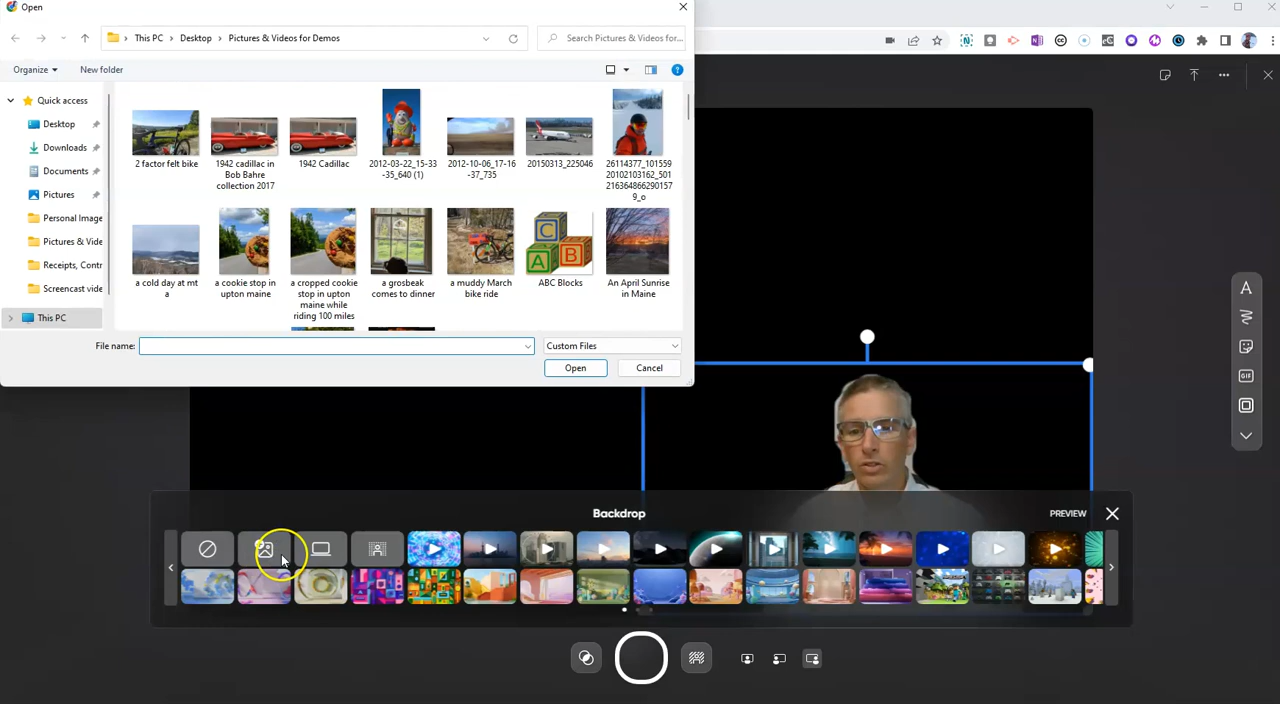 Open
This PC > Desktop > Pictures & Videos for Demos
Search Pictures & Videos for...
Organize
New folder
Quick access
Desktop
Downloads
Documents
Pictures
Personal Image
Pictures & Vide
Receipts, Contr
Screencast vide
This PC
2 factor felt bike
1942 cadillac in
Bob Bahre
collection 2017
1942 Cadillac
2012-03-22_15-33
-35_640 (1)
2012-10-06_17-16
-37_735
20150313_225046
26114377_101559
20102103162_501
216364866290157
9_o
a cold day at mt
a
a cookie stop in
upton maine
a cropped cookie
stop in upton
maine while
riding 100 miles
a grosbeak
comes to dinner
a muddy March
bike ride
C
A
B
ABC Blocks
An April Sunrise
in Maine
File name:
Custom Files
Open
Cancel
A
GIF
Backdrop
PREVIEW